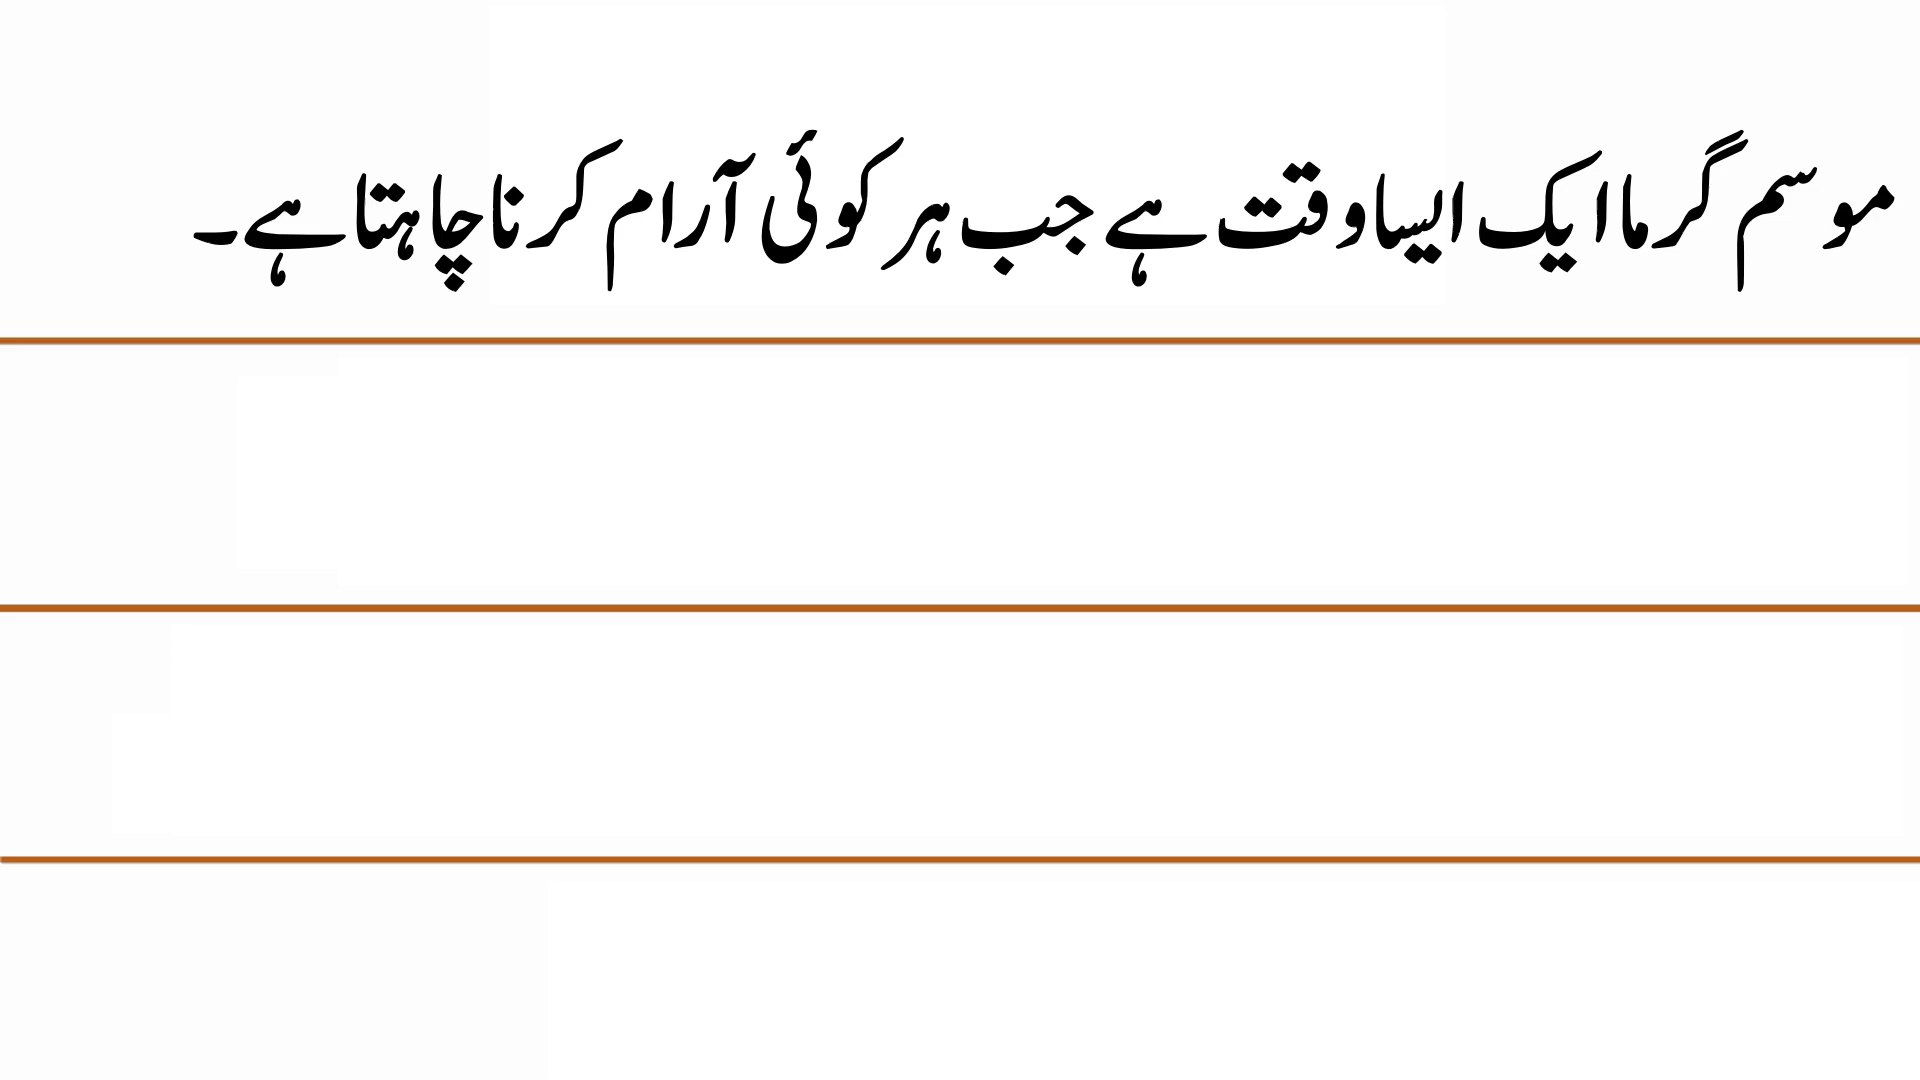 موسم گرما ایک ایسا وقت ہے جب ہر کوئی آرام کرنا چاہتا ہے۔